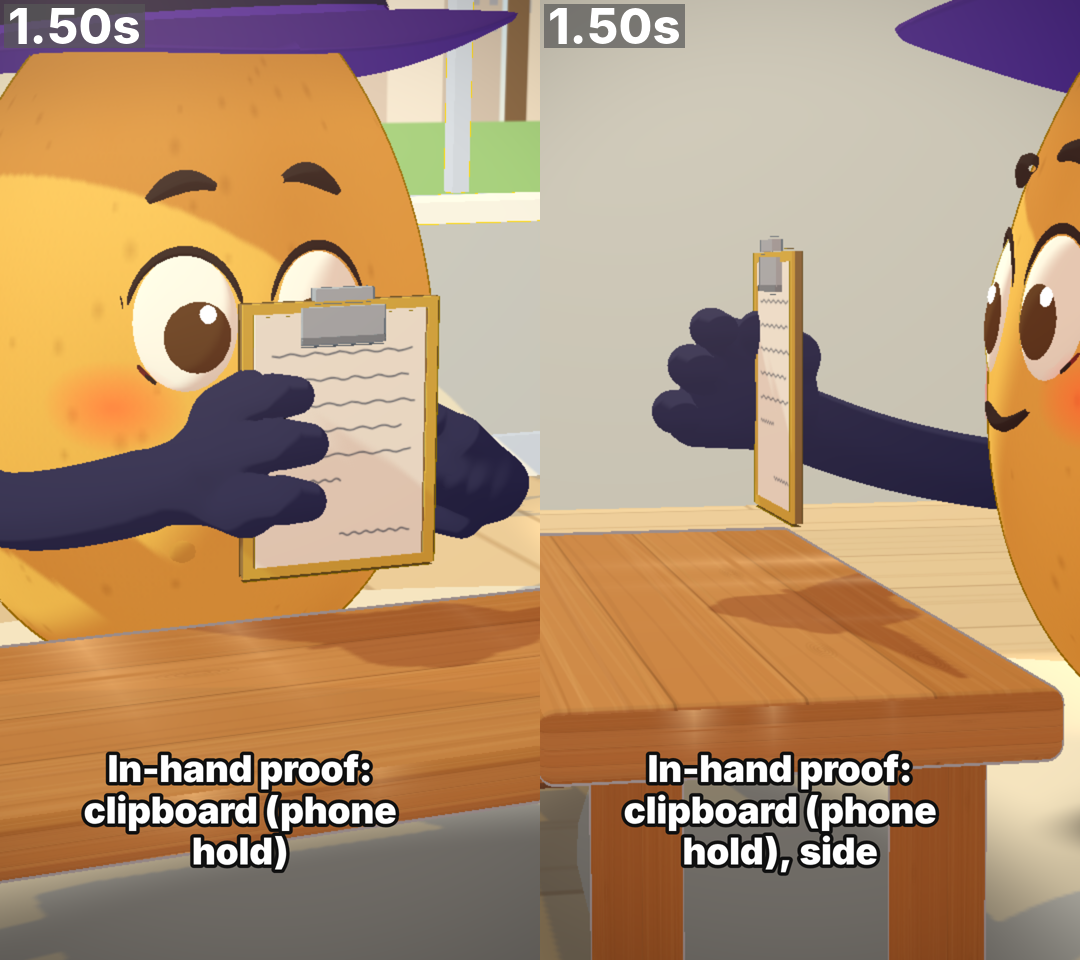 1.50s
In-hand proof:
clipboard (phone
hold)
1.50s
In-hand proof:
clipboard (phone
hold), side